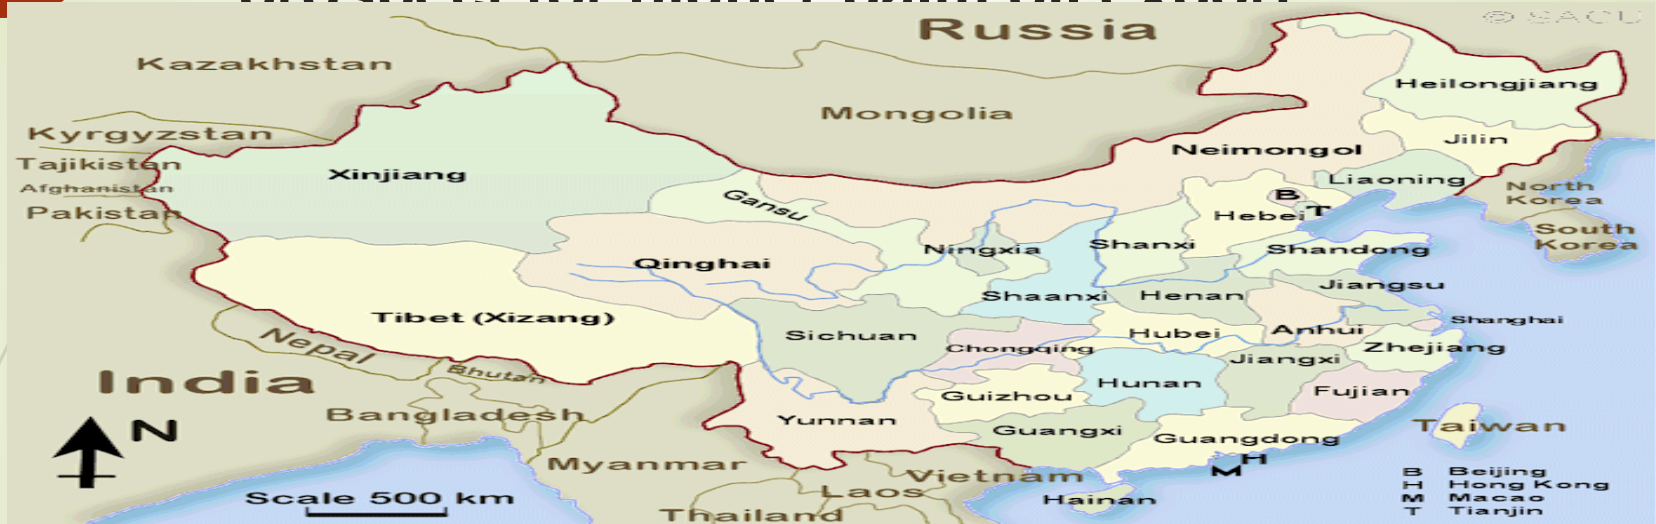 © SACU
Russia
Kazakhstan
Heilongjiang
Mongolia
Kyrgyzstan
Jilin
Neimongol
Tajikistan
Xinjiang
Liaoning
Afghanistan
North
Korea
B
Gansu
Pakistan
Hebei
T
South
Korea
Ningxia
Shanxi
Shandong
Qinghai
Jiangsu
Shaanxi
Henan
Tibet (Xizang)
Shanghai
Sichuan
Hubei
Anhui
Nepal
Chongqing
Zhejiang
Jiangxi
Bhutan
India
Hunan
Fujian
Guizhou
Bangladesh
Yunnan
Taiwan
N
Guangxi
Guangdong
H
M
Myanmar
Vietnam
Laos
Scale 500 km
Hainan
Thailand
B Beijing
H Hong Kong
M Macao
T Tianjin